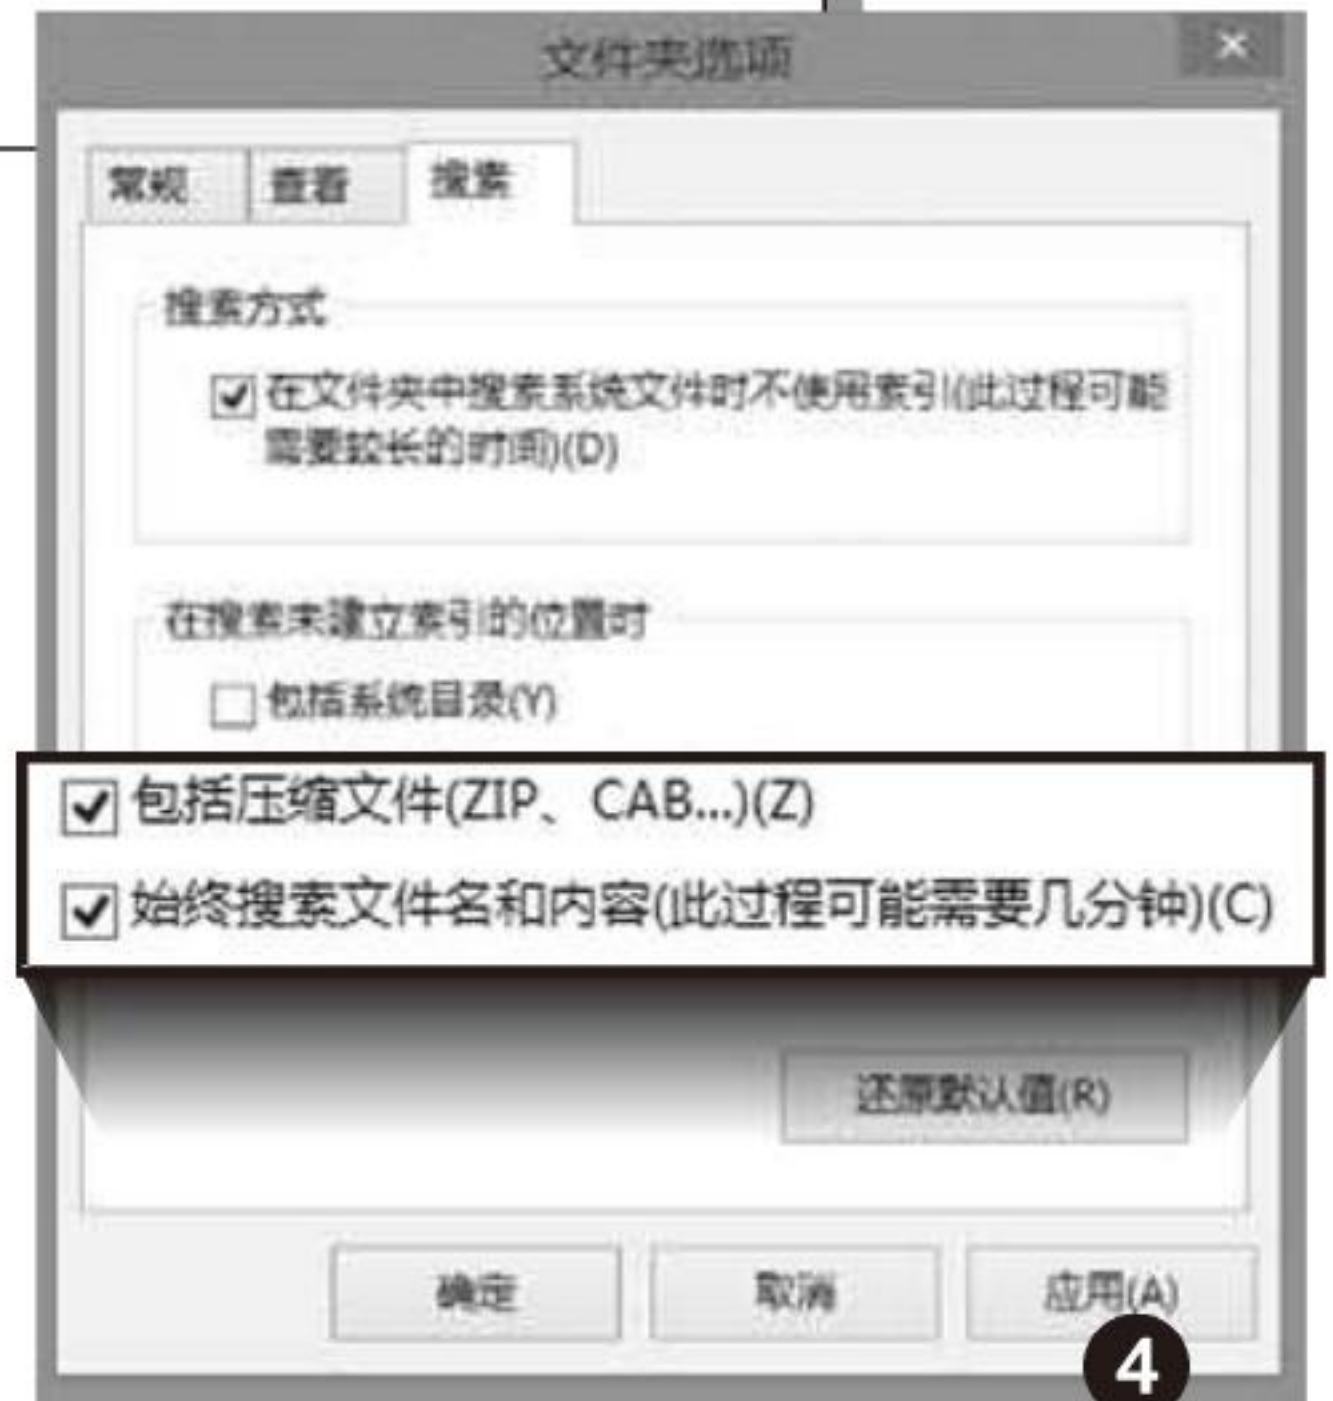 文件夹选项
常规 查看 搜索
搜索方式
在文件夹中搜索系统文件时不使用索引(此过程可能
需要较长的时间)(D)
在搜索未建立索引的位置时
包括系统目录(Y)
包括压缩文件(ZIP、CAB...)(Z)
始终搜索文件名和内容(此过程可能需要几分钟)(C)
还原默认值(R)
确定 取消 应用(A)
4